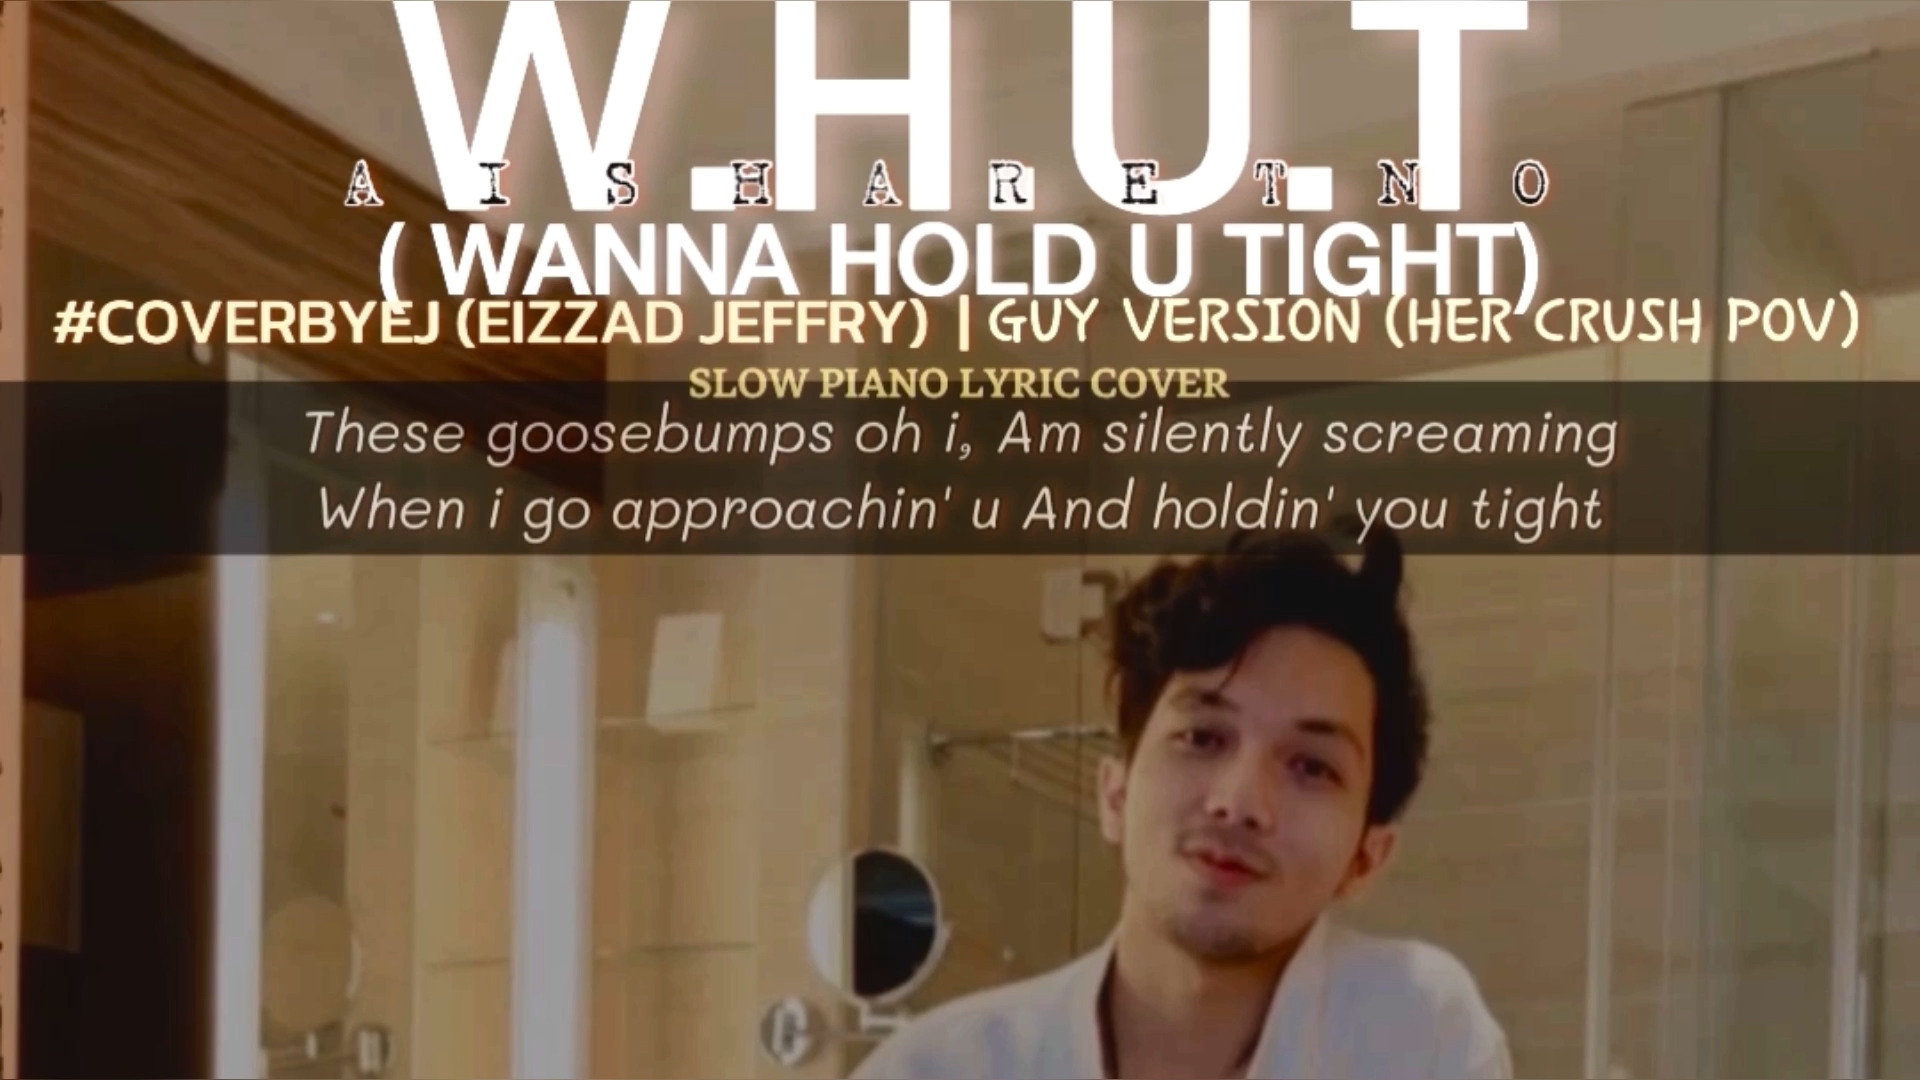 W.H.U.T
AISHA RETNO
( WANNA HOLD U TIGHT)
#COVERBYEJ (EIZZAD JEFFRY) | GUY VERSION (HER CRUSH POV)
SLOW PIANO LYRIC COVER
These goosebumps oh i, Am silently screaming
When i go approachin' u And holdin' you tight